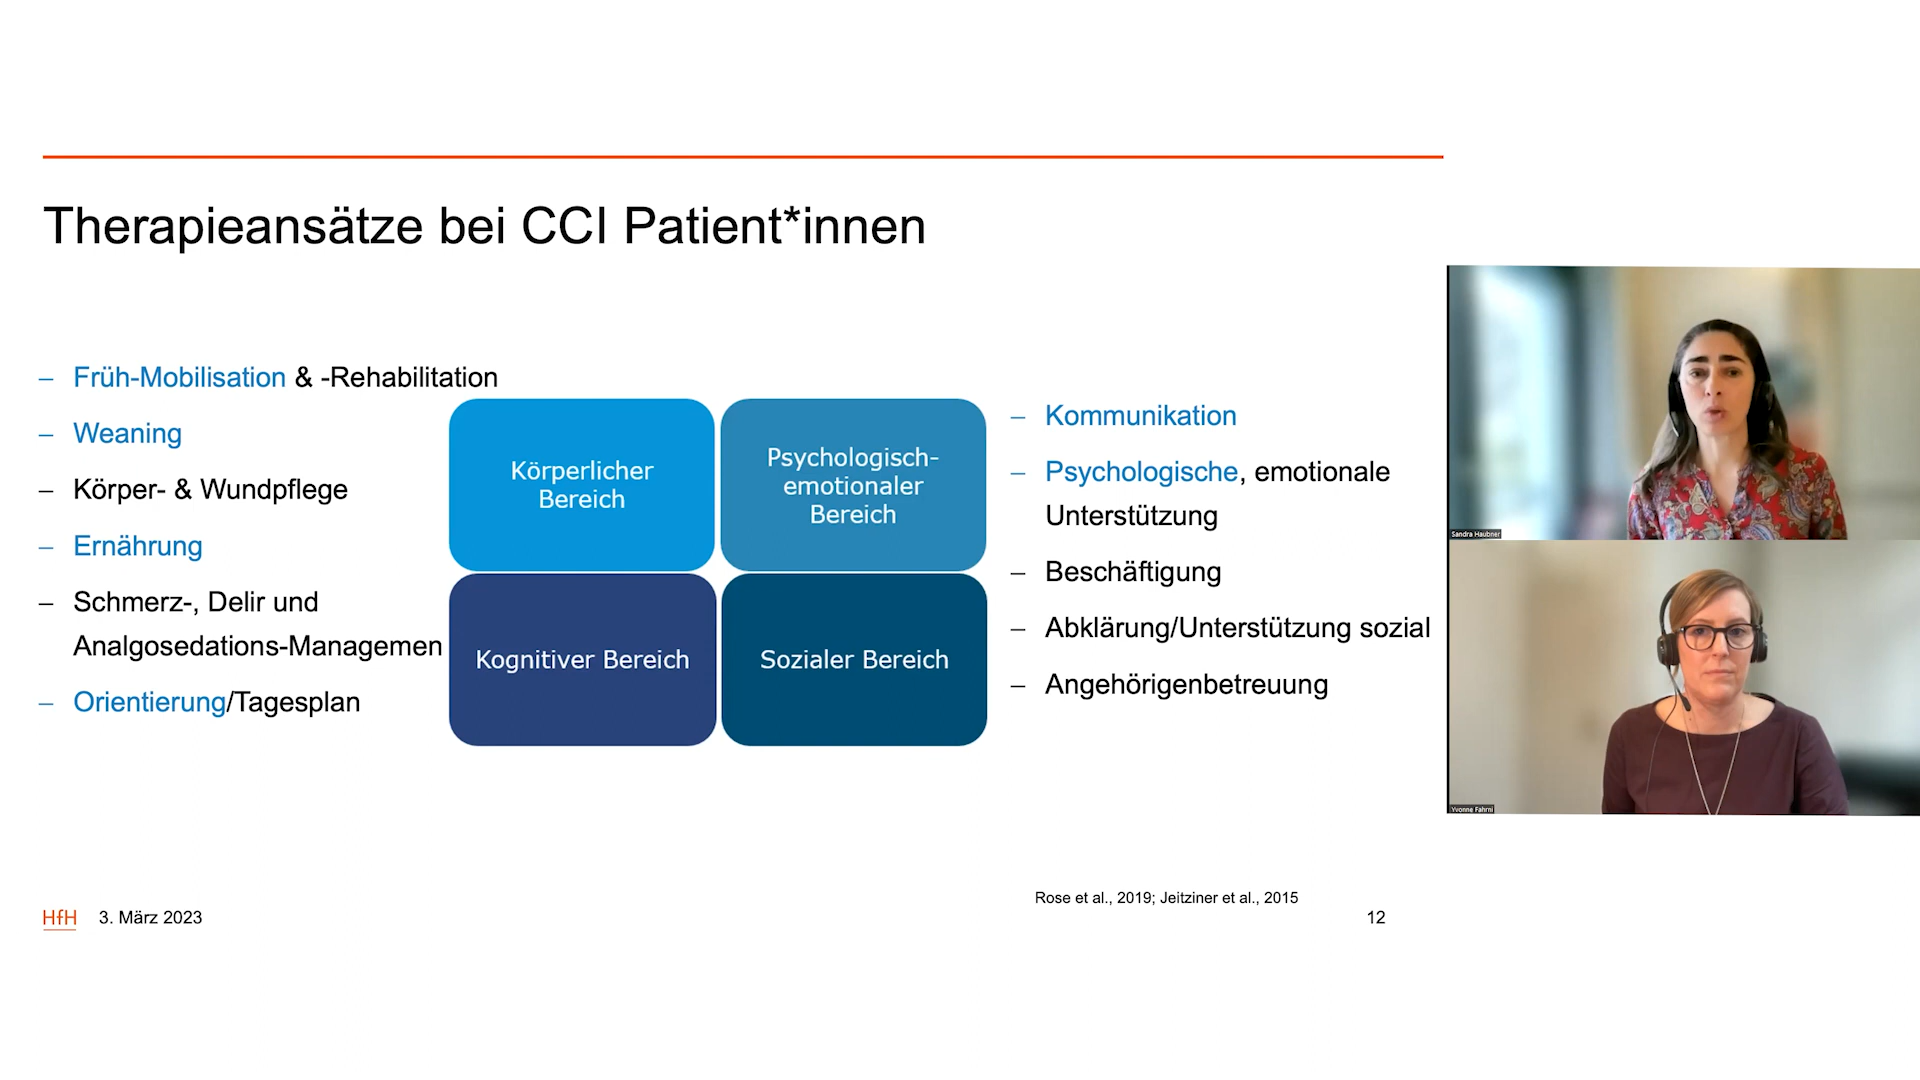 Therapieansätze bei CCI Patient*innen
– Früh-Mobilisation & -Rehabilitation
– Weaning
– Körper- & Wundpflege
– Ernährung
– Schmerz-, Delir und
Analgosedations-Managemen
– Orientierung/Tagesplan
Körperlicher
Bereich
Psychologisch-
emotionaler
Bereich
Kognitiver Bereich
Sozialer Bereich
– Kommunikation
– Psychologische, emotionale
Unterstützung
– Beschäftigung
– Abklärung/Unterstützung sozial
– Angehörigenbetreuung
Sandra Haubner
Yvonne Fahrni
Rose et al., 2019; Jeitziner et al., 2015
HfH 3. März 2023
12